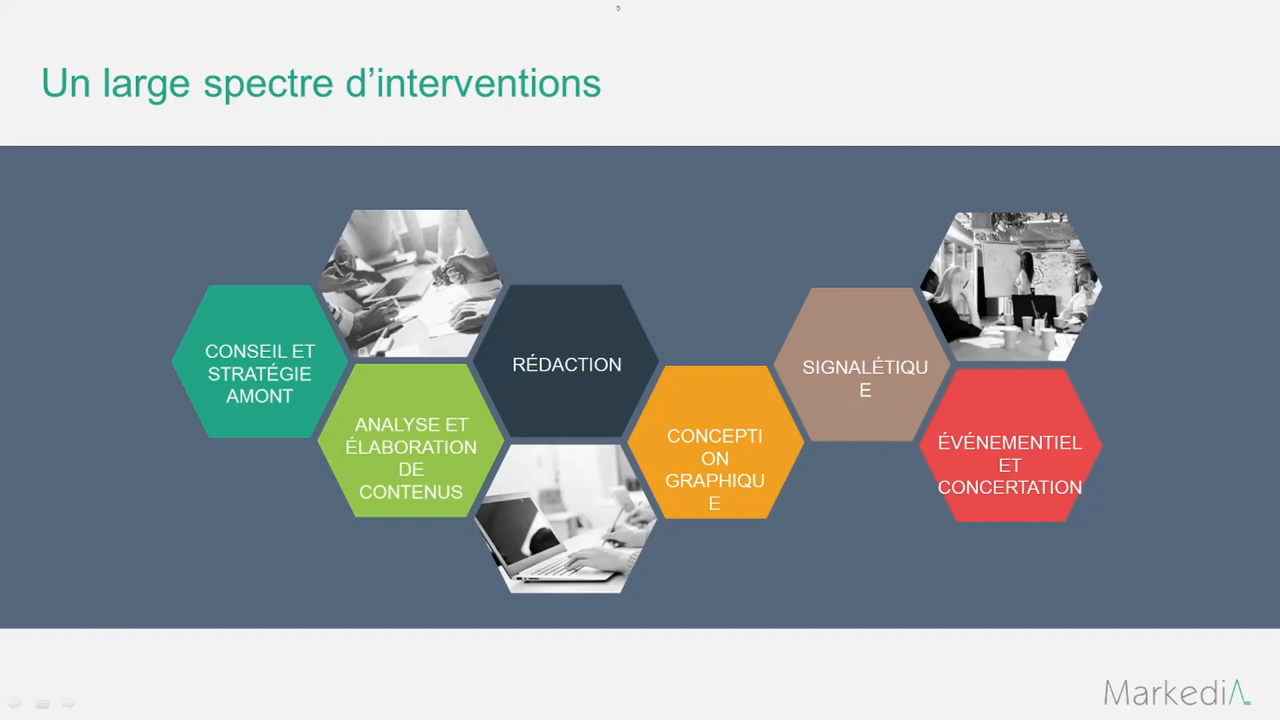 5
Un large spectre d’interventions
CONSEIL ET
STRATÉGIE
AMONT
ANALYSE ET
ÉLABORATION
DE
CONTENUS
RÉDACTION
CONCEPTI
ON
GRAPHIQU
E
SIGNALÉTIQU
E
ÉVÉNEMENTIEL
ET
CONCERTATION
MarkediA